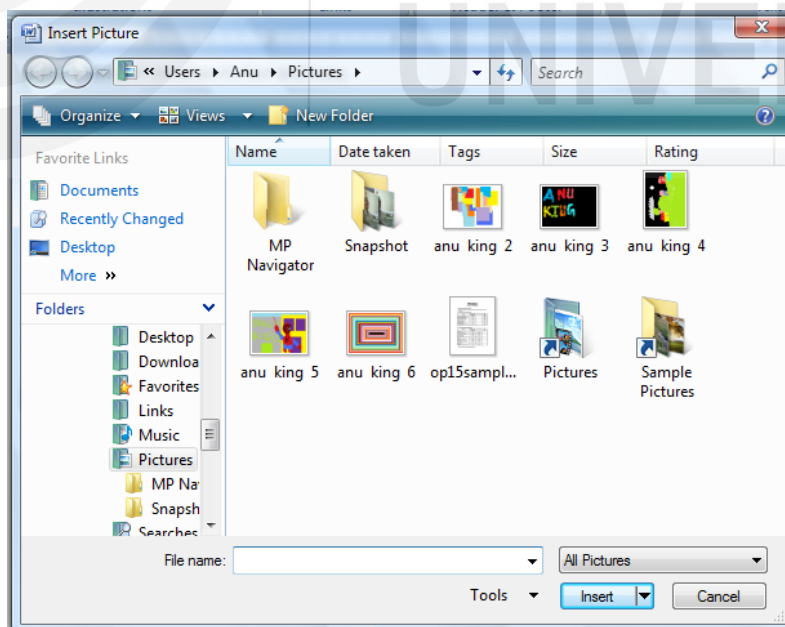 UNIVE
Insert Picture
« Users ▸ Anu ▸ Pictures ▸ Search
Organize Views New Folder
Favorite Links
Documents
Recently Changed
Desktop
More »
Folders
Desktop
Downloa
Favorites
Links
Music
Pictures
MP Na
Snapsh
Searches
Name Date taken Tags Size Rating
MP Navigator
Snapshot
anu king 2
ANU KING
anu king 3
anu king 4
anu king 5
anu king 6
op15sampl...
Pictures
Sample Pictures
File name: All Pictures
Tools Insert Cancel